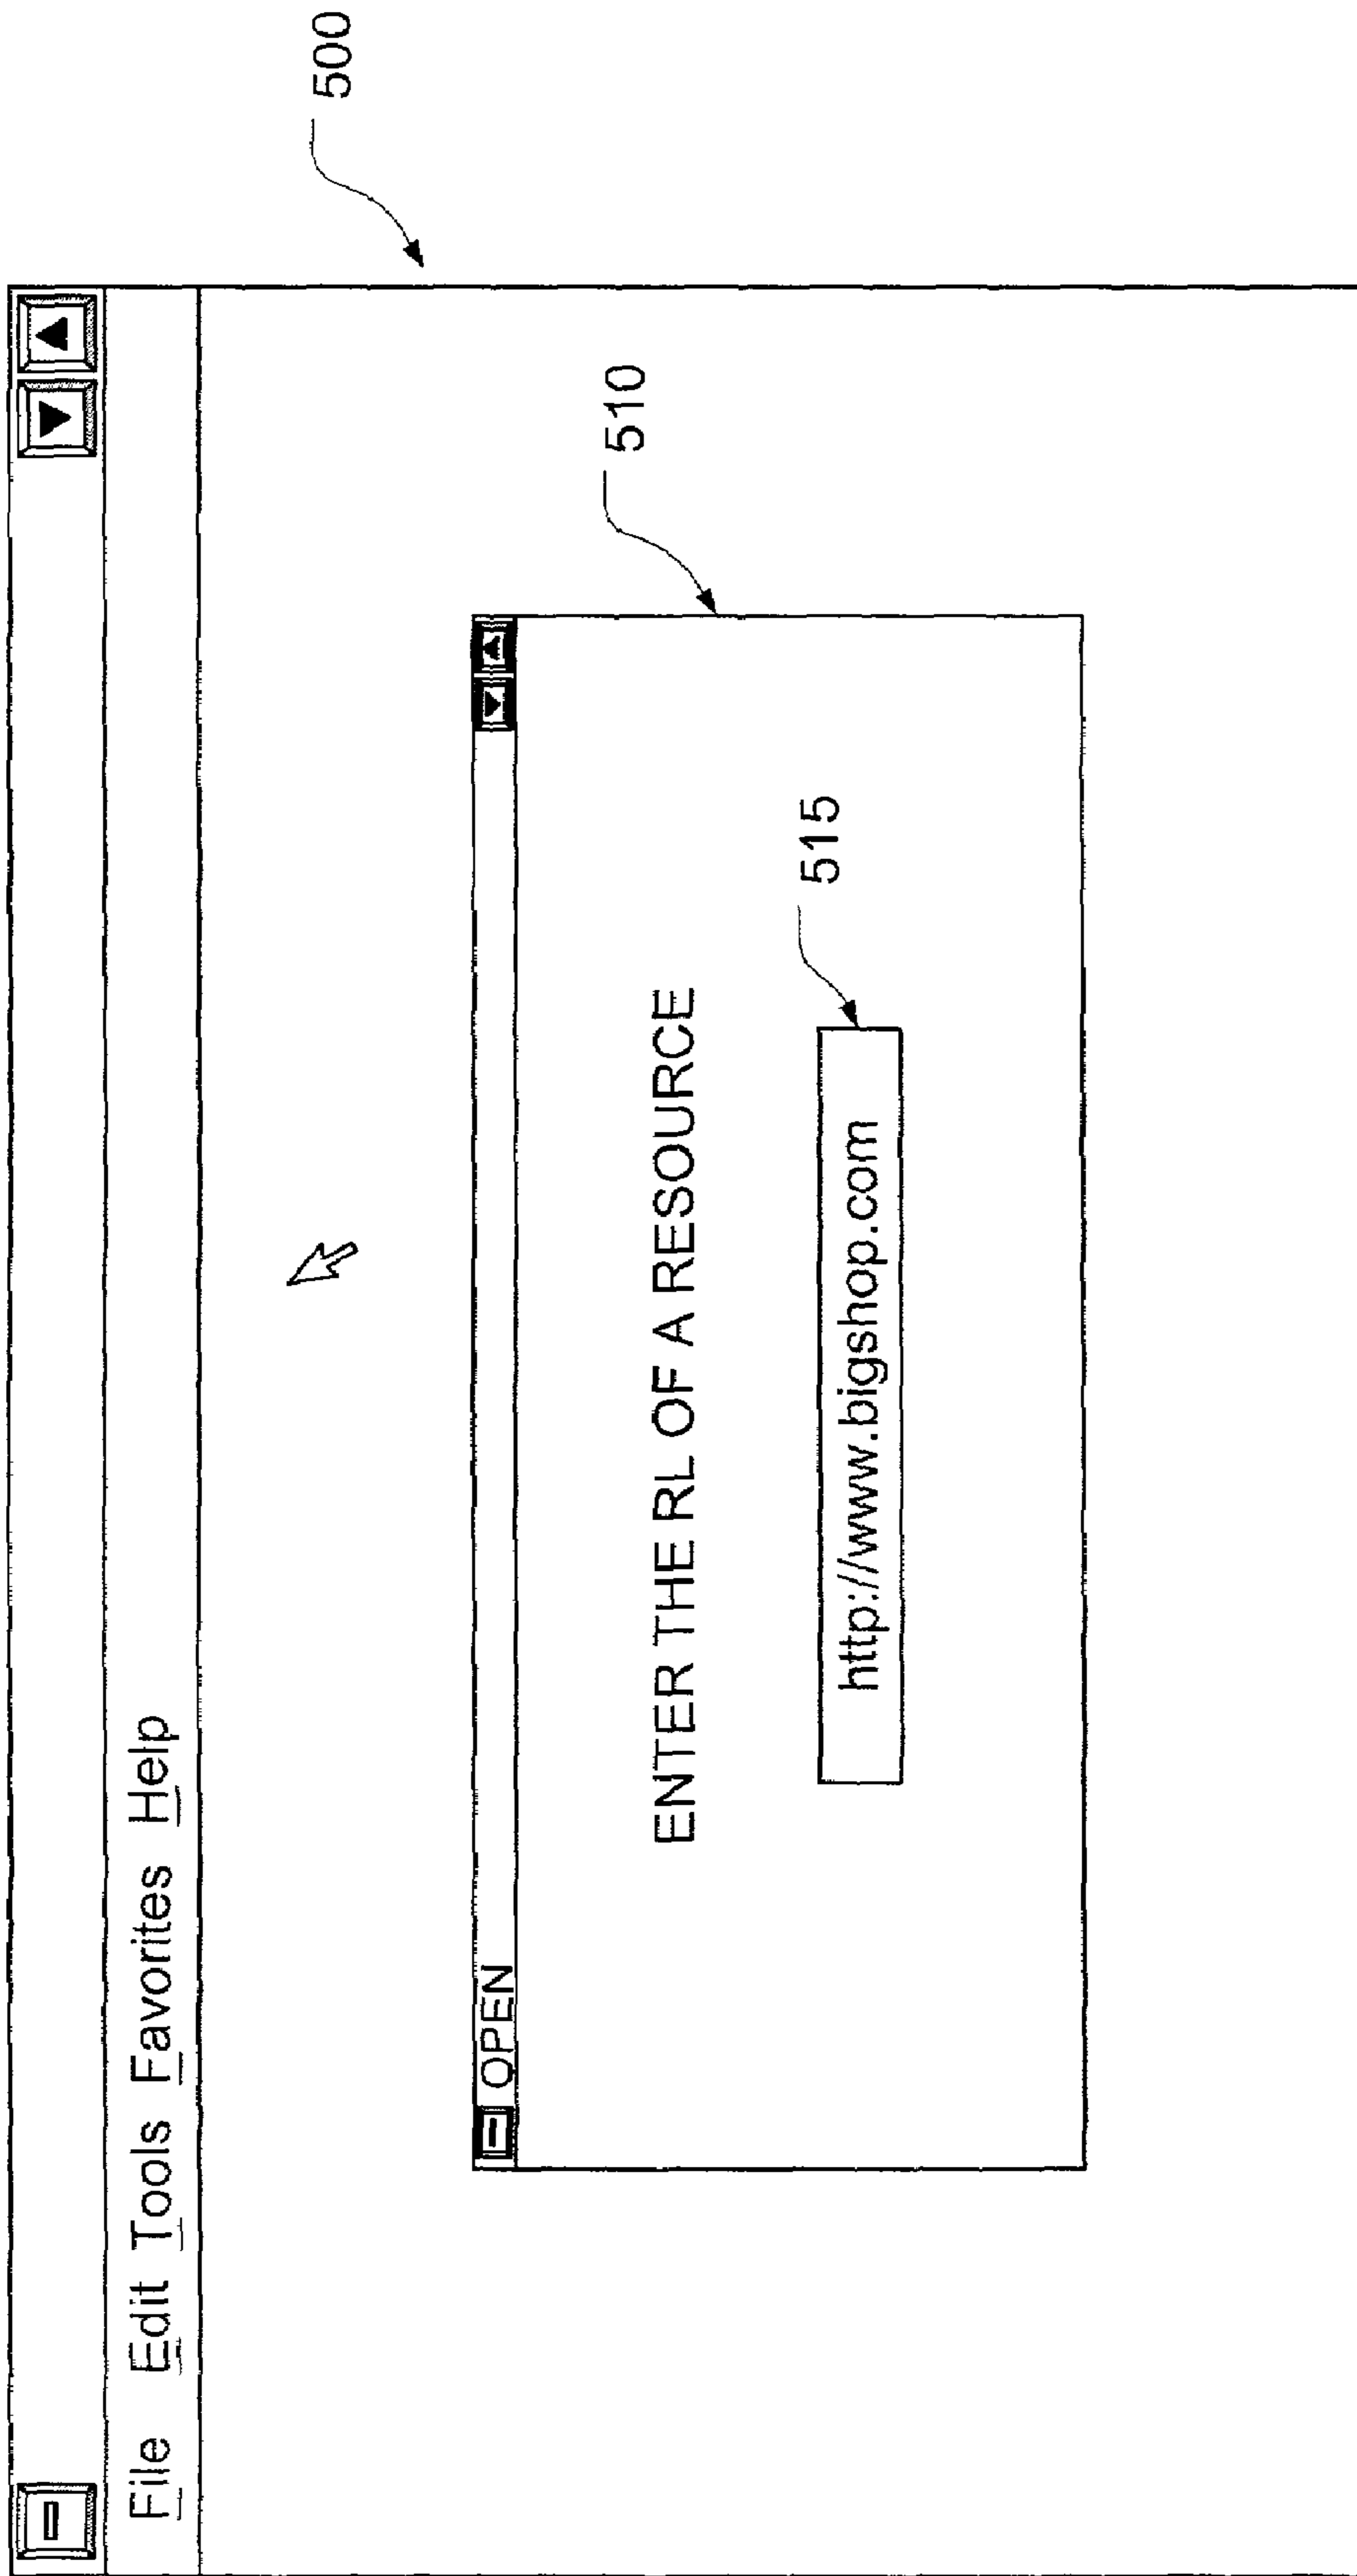 500
File Edit Tools Favorites Help
OPEN
510
ENTER THE RL OF A RESOURCE
515
http://www.bigshop.com